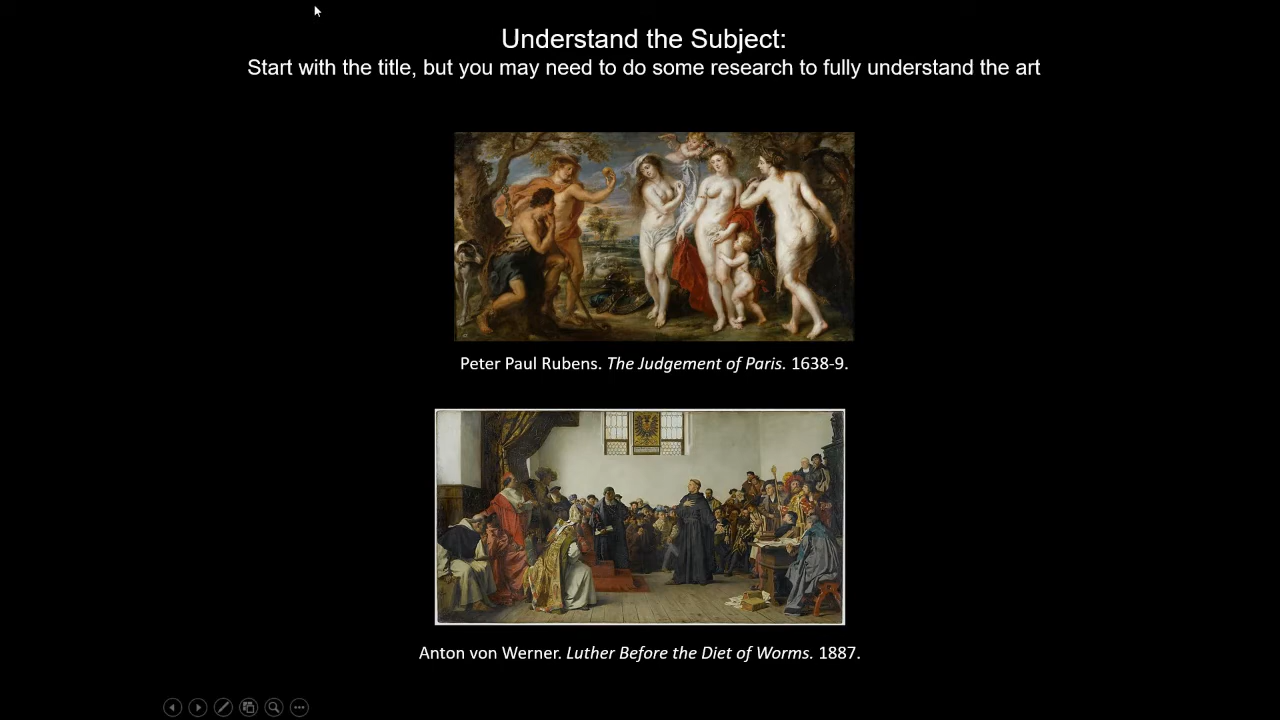 Understand the Subject:
Start with the title, but you may need to do some research to fully understand the art
Peter Paul Rubens. The Judgement of Paris. 1638-9.
Anton von Werner. Luther Before the Diet of Worms. 1887.